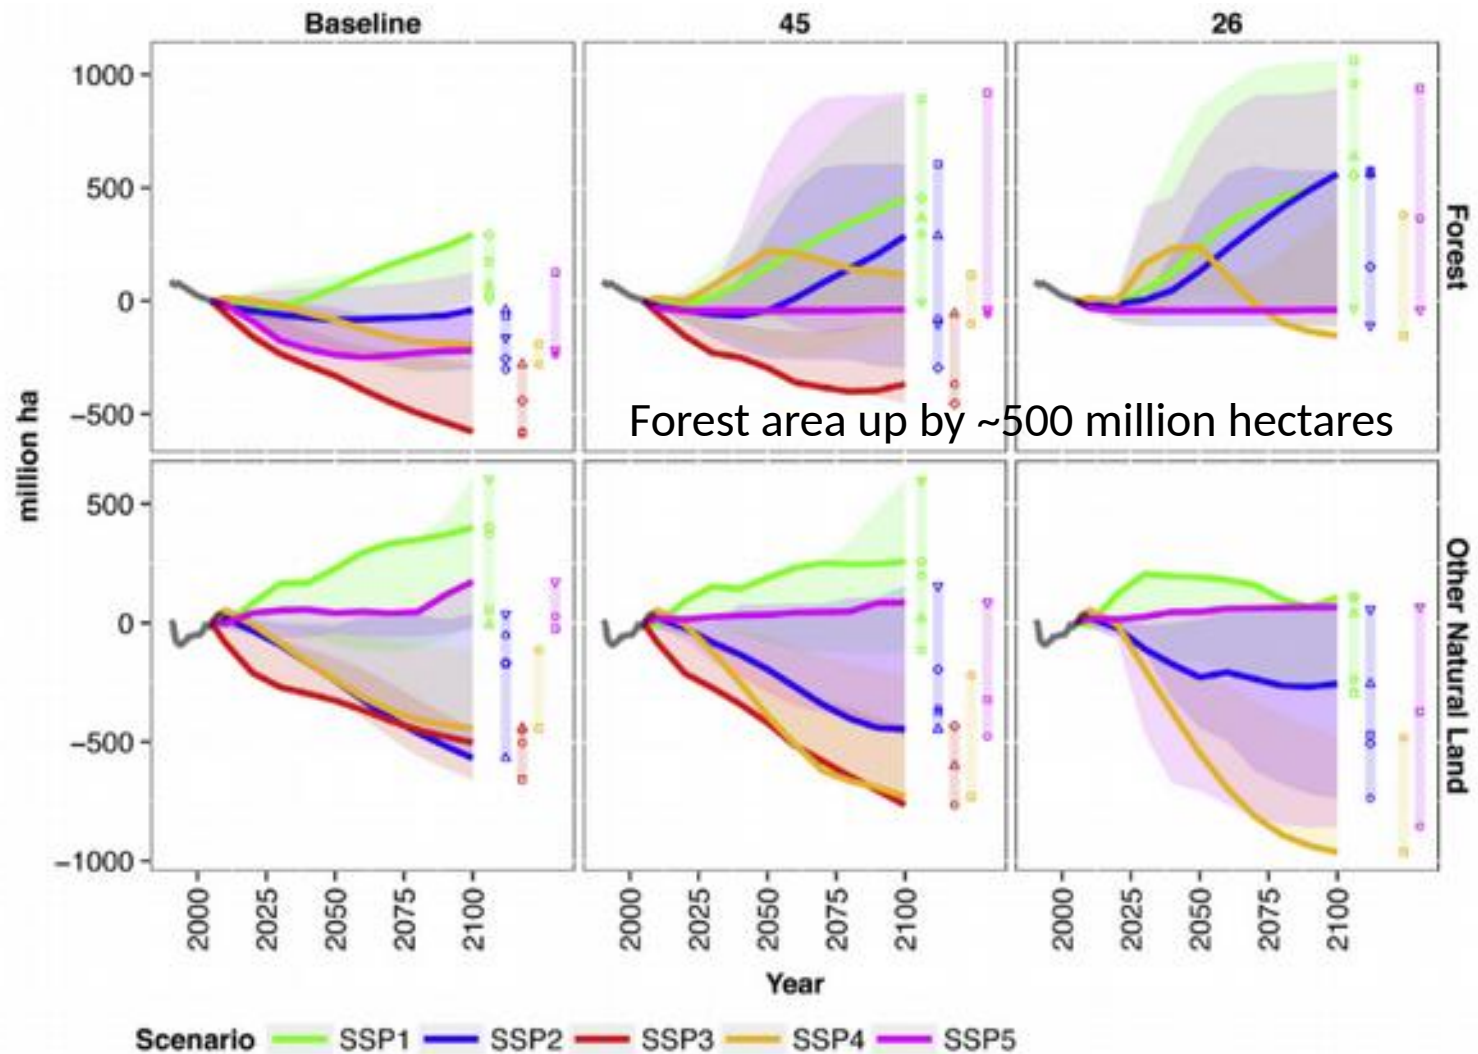 Baseline 45 26
1000
500
0
−500
Forest
Forest area up by ~500 million hectares
million ha
500
0
−500
−1000
Other Natural Land
2000 2025 2050 2075 2100 2000 2025 2050 2075 2100 2000 2025 2050 2075 2100
Year
Scenario SSP1 SSP2 SSP3 SSP4 SSP5